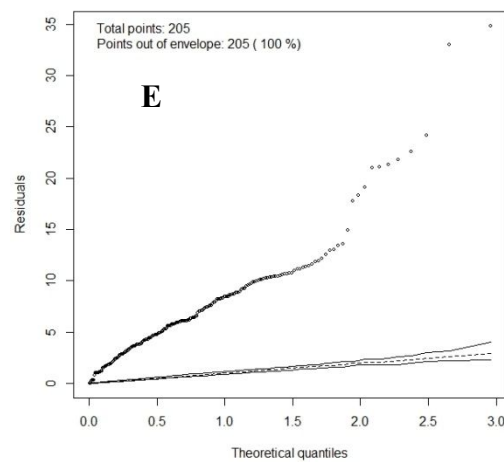 Total points: 205
Points out of envelope: 205 ( 100 %)
E
35
30
25
20
15
10
5
0
Residuals
0.0 0.5 1.0 1.5 2.0 2.5 3.0
Theoretical quantiles